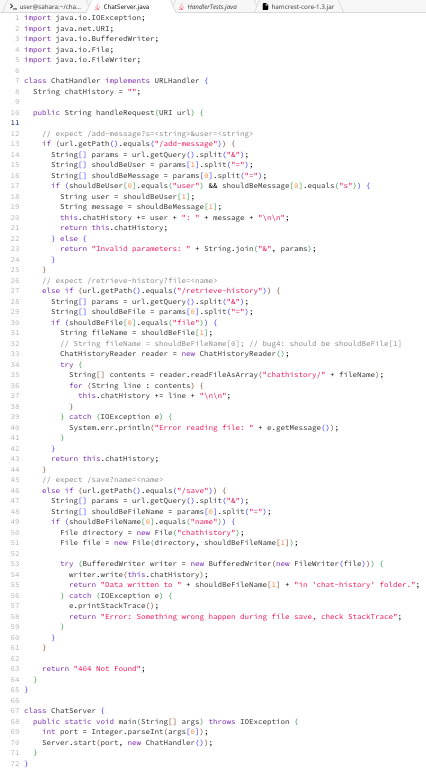 user@sahara:~/cha... ChatServer.java HandlerTests.java hamcrest-core-1.3.jar
1 import java.io.IOException;
2 import java.net.URI;
3 import java.io.BufferedWriter;
4 import java.io.File;
5 import java.io.FileWriter;
6
7 class ChatHandler implements URLHandler {
8 String chatHistory = "";
9
10 public String handleRequest(URI url) {
11
12 // expect /add-message?s=<string>&user=<string>
13 if (url.getPath().equals("/add-message")) {
14 String[] params = url.getQuery().split("&");
15 String[] shouldBeUser = params[1].split("=");
16 String[] shouldBeMessage = params[0].split("=");
17 if (shouldBeUser[0].equals("user") && shouldBeMessage[0].equals("s")) {
18 String user = shouldBeUser[1];
19 String message = shouldBeMessage[1];
20 this.chatHistory += user + ": " + message + "\n\n";
21 return this.chatHistory;
22 } else {
23 return "Invalid parameters: " + String.join("&", params);
24 }
25 }
26 // expect /retrieve-history?file=<name>
27 else if (url.getPath().equals("/retrieve-history")) {
28 String[] params = url.getQuery().split("&");
29 String[] shouldBeFile = params[0].split("=");
30 if (shouldBeFile[0].equals("file")) {
31 String fileName = shouldBeFile[1];
32 // String fileName = shouldBeFileName[0]; // bug4: should be shouldBeFile[1]
33 ChatHistoryReader reader = new ChatHistoryReader();
34 try {
35 String[] contents = reader.readFileAsArray("chathistory/" + fileName);
36 for (String line : contents) {
37 this.chatHistory += line + "\n\n";
38 }
39 } catch (IOException e) {
40 System.err.println("Error reading file: " + e.getMessage());
41 }
42 }
43 return this.chatHistory;
44 }
45 // expect /save?name=<name>
46 else if (url.getPath().equals("/save")) {
47 String[] params = url.getQuery().split("&");
48 String[] shouldBeFileName = params[0].split("=");
49 if (shouldBeFileName[0].equals("name")) {
50 File directory = new File("chathistory");
51 File file = new File(directory, shouldBeFileName[1]);
52
53 try (BufferedWriter writer = new BufferedWriter(new FileWriter(file))) {
54 writer.write(this.chatHistory);
55 return "Data written to " + shouldBeFileName[1] + "in 'chat-history' folder.";
56 } catch (IOException e) {
57 e.printStackTrace();
58 return "Error: Something wrong happen during file save, check StackTrace";
59 }
60 }
61 }
62
63 return "404 Not Found";
64 }
65 }
66
67 class ChatServer {
68 public static void main(String[] args) throws IOException {
69 int port = Integer.parseInt(args[0]);
70 Server.start(port, new ChatHandler());
71 }
72 }